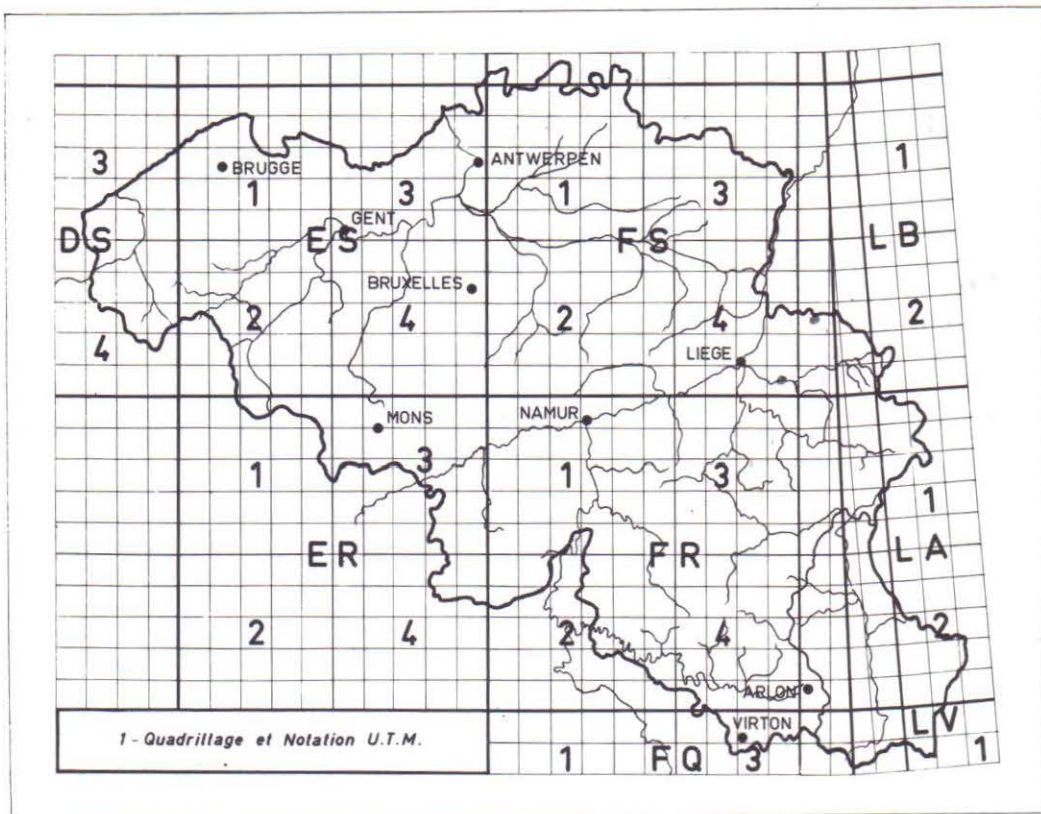 3 BRUGGE 1 3 ANTWERPEN 1 3 1
DS ES GENT FS LB
BRUXELLES
4 2 4 2 4 2
LIEGE
MONS NAMUR
1 3 1 3 1
ER FR LA
2 4 2 4 2
ARLON
VIRTON LV
1 - Quadrillage et Notation U.T.M.
1 FQ 3 1